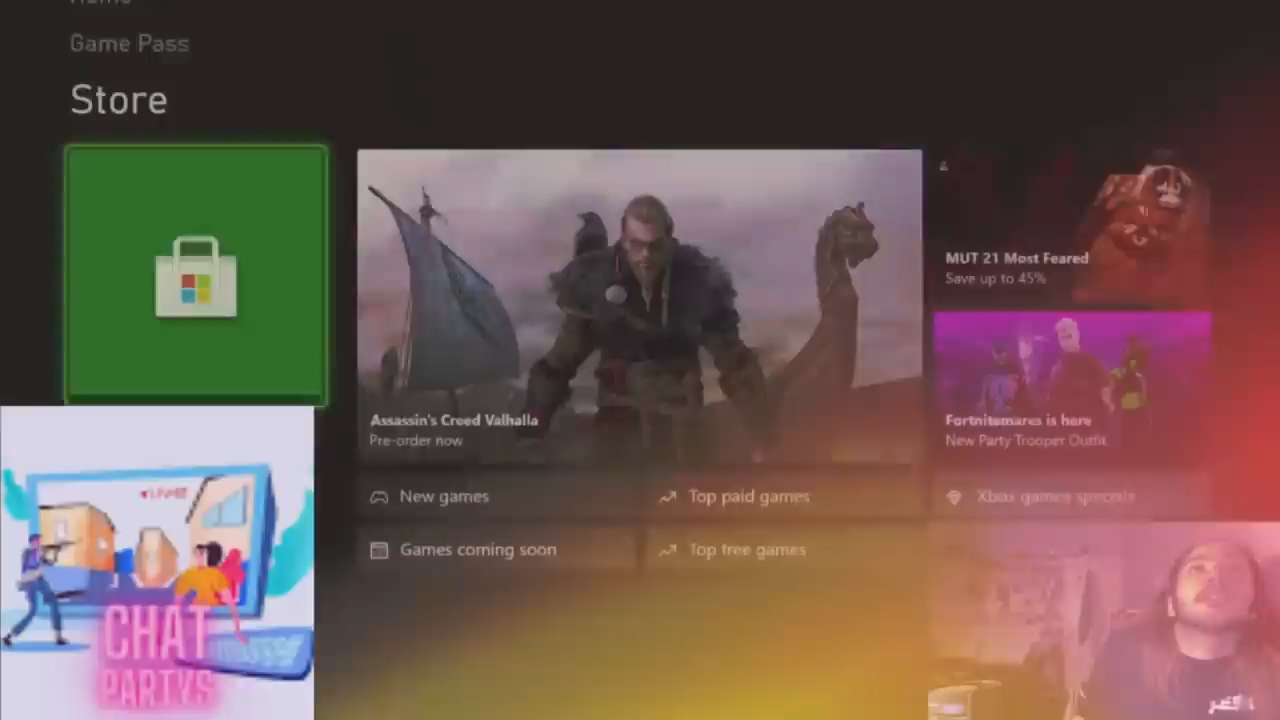 Game Pass
Store
MUT 21 Most Feared
Save up to 45%
Assassin's Creed Valhalla
Pre-order now
Fortnitemares is here
New Party Trooper Outfit
New games
Top paid games
Xbox games specials
Games coming soon
Top free games
CHAT
PARTYS